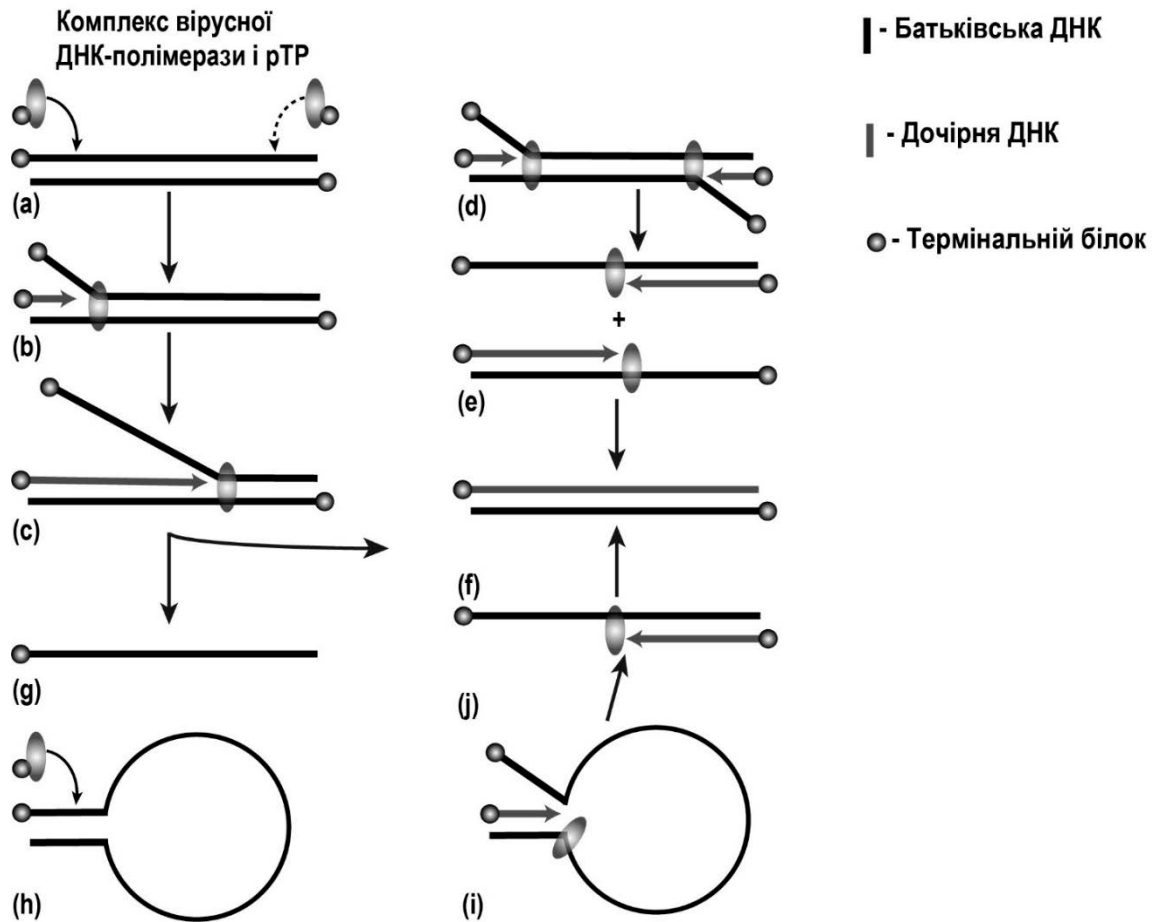 Комплекс вірусної
ДНК-полімерази і pTP
- Батьківська ДНК
- Дочірня ДНК
- Термінальній білок
(a)
(b)
(c)
(d)
+
(e)
(f)
(g)
(j)
(h)
(i)